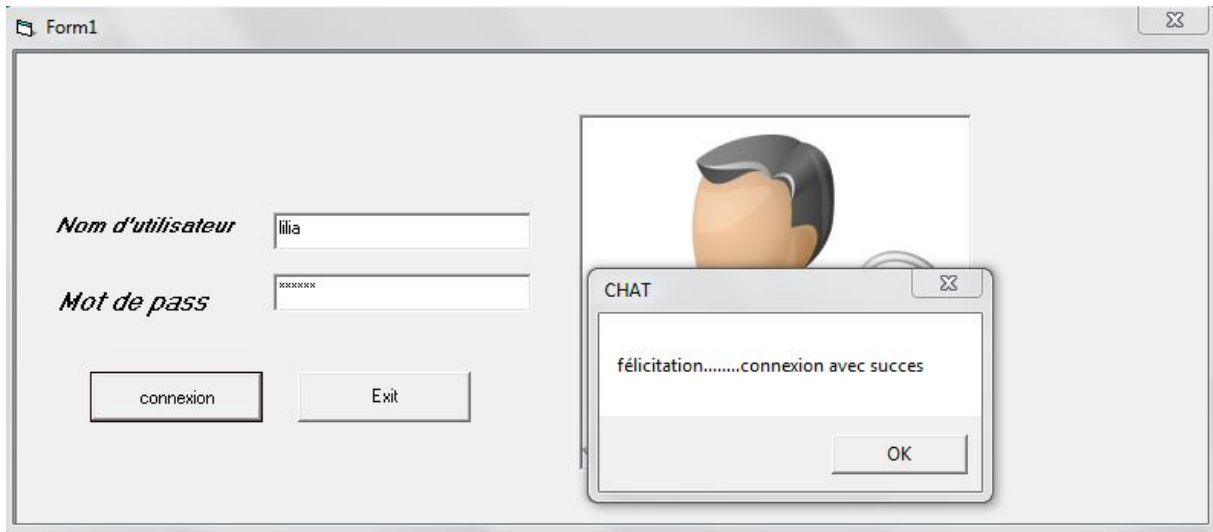 Form1
Nom d'utilisateur
lilia
Mot de pass
××××××
connexion
Exit
CHAT
félicitation........connexion avec succes
OK